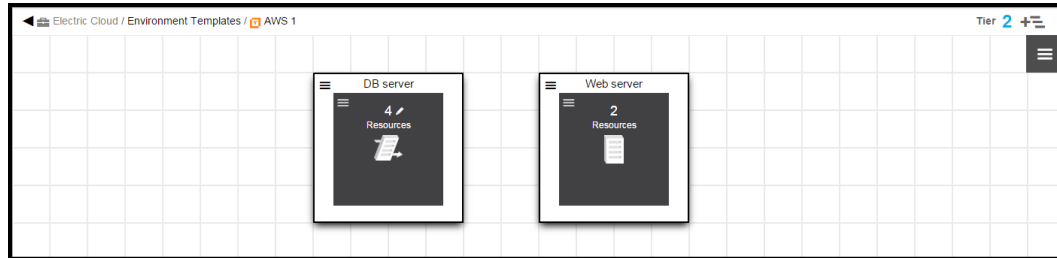 Electric Cloud / Environment Templates / AWS 1
Tier 2
DB server
4
Resources
Web server
2
Resources